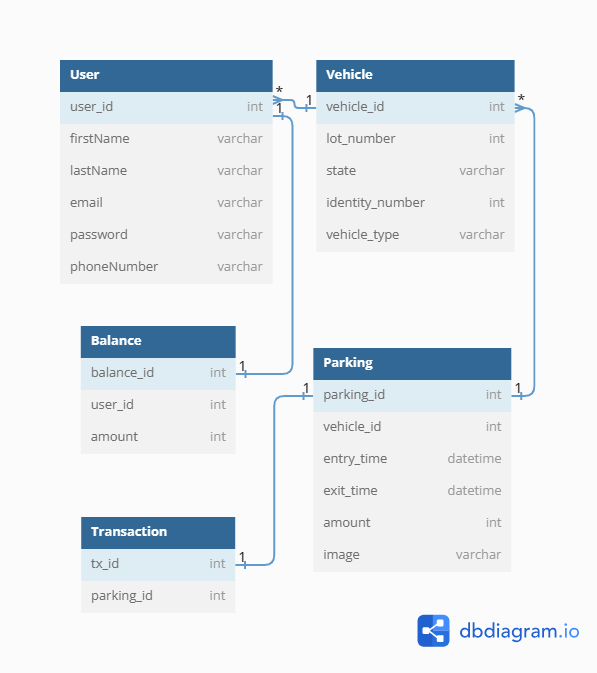 User
user_id int
firstName varchar
lastName varchar
email varchar
password varchar
phoneNumber varchar
* 1
1
Vehicle
vehicle_id int
lot_number int
state varchar
identity_number int
vehicle_type varchar
*
Balance
balance_id int
user_id int
amount int
1
Parking
parking_id int
vehicle_id int
entry_time datetime
exit_time datetime
amount int
image varchar
1 1
Transaction
tx_id int
parking_id int
1
dbdiagram.io